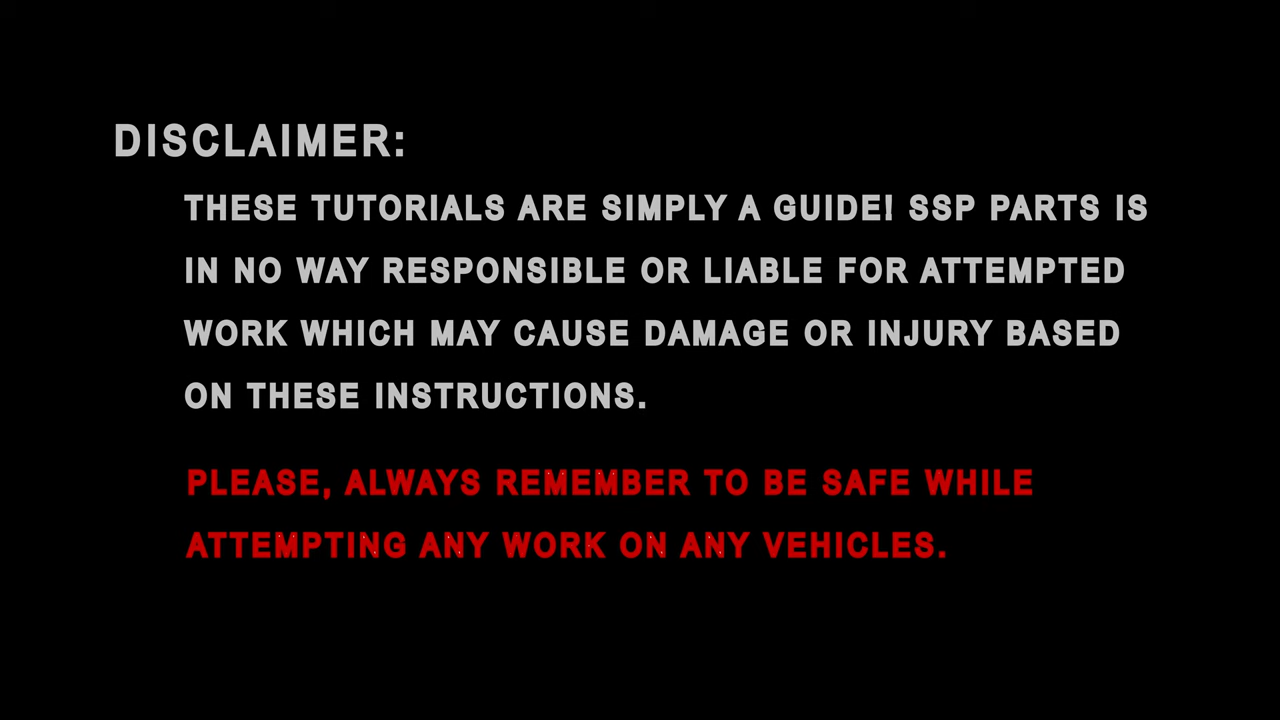 DISCLAIMER:
THESE TUTORIALS ARE SIMPLY A GUIDE! SSP PARTS IS
IN NO WAY RESPONSIBLE OR LIABLE FOR ATTEMPTED
WORK WHICH MAY CAUSE DAMAGE OR INJURY BASED
ON THESE INSTRUCTIONS.
PLEASE, ALWAYS REMEMBER TO BE SAFE WHILE
ATTEMPTING ANY WORK ON ANY VEHICLES.